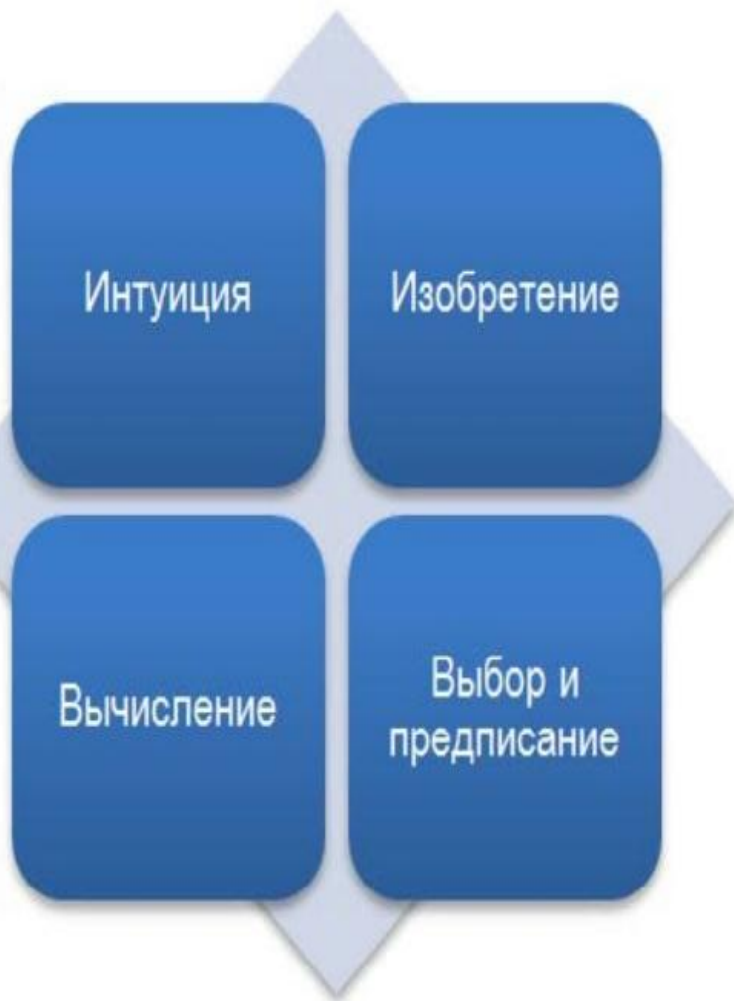 Интуиция
Изобретение
Вычисление
Выбор и
предписание